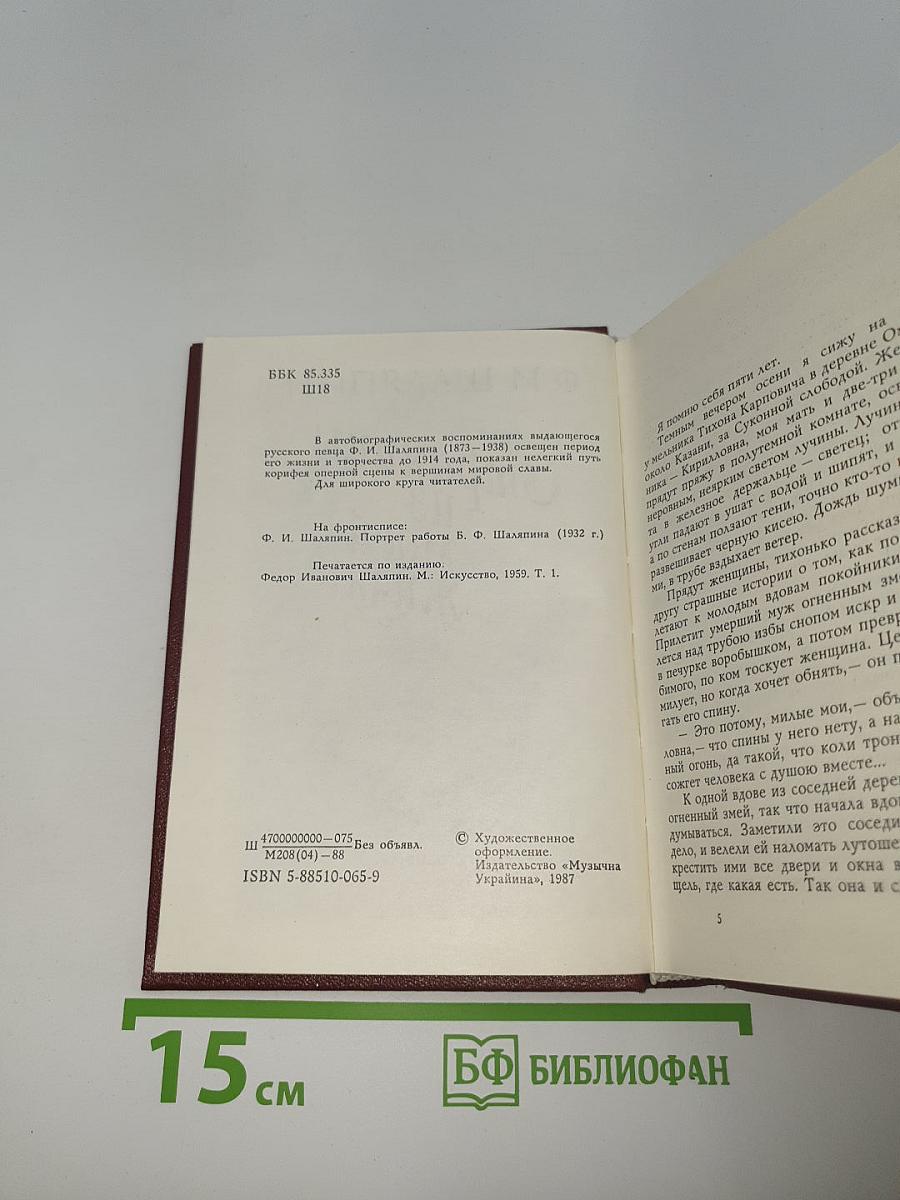 ББК 85.335
Ш18
В автобиографических воспоминаниях выдающегося
русского певца Ф. И. Шаляпина (1873—1938) освещен период
его жизни и творчества до 1914 года, показан нелегкий путь
корифея оперной сцены к вершинам мировой славы.
Для широкого круга читателей.
На фронтисписе:
Ф. И. Шаляпин. Портрет работы Б. Ф. Шаляпина (1932 г.)
Печатается по изданию:
Федор Иванович Шаляпин. М.: Искусство, 1959. Т. 1.
Ш 4700000000—075 Без объявл.
М208(04)—88
ISBN 5-88510-065-9
© Художественное
оформление.
Издательство «Музычна
Украйина», 1987
Я помню себя пяти лет.
Темным вечером осени я сижу на
у мельника Тихона Карповича в деревне
около Казани, за Суконной слободой.
ника — Кирилловна, моя мать и две-три
прядут пряжу в полутемной комнате,
неровным, неярким светом лучины.
та в железное держальце — светец;
угли падают в ушат с водой и шипят, и
а по стенам ползают тени, точно кто-то
развешивает черную кисею. Дождь
ми, в трубе вздыхает ветер.
Прядут женщины, тихонько
другу страшные истории о том, как
летают к молодым вдовам покойники
Прилетит умерший муж огненным
лется над трубою избы снопом искр и
в печурке воробышком, а потом
бимого, по ком тоскует женщина.
милует, но когда хочет обнять,— он
гать его спину.
— Это потому, милые мои,—
ловна,— что спины у него нету, а на
ный огонь, да такой, что коли
сожгет человека с душою вместе...
К одной вдове из соседней
огненный змей, так что начала
думываться. Заметили это
дело, и велели ей наломать
крестить ими все двери и окна в
щель, где какая есть. Так она и
5
15 см
БФ БИБЛИОФАН